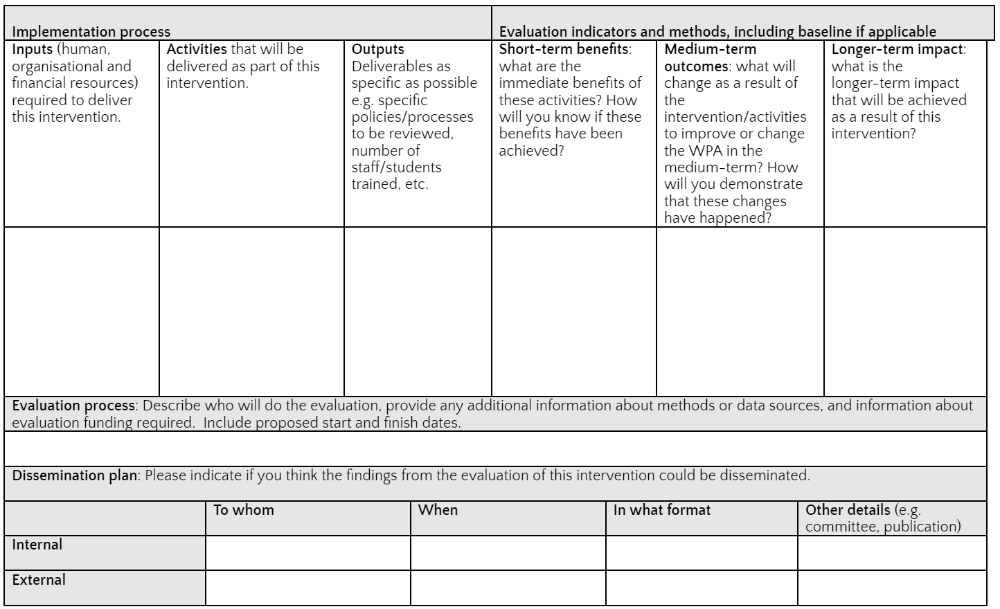 Implementation process
Evaluation indicators and methods, including baseline if applicable
Inputs (human,
organisational and
financial resources)
required to deliver
this intervention.
Activities that will be
delivered as part of this
intervention.
Outputs
Deliverables as
specific as possible
e.g. specific
policies/processes
to be reviewed,
number of
staff/students
trained, etc.
Short-term benefits:
what are the
immediate benefits of
these activities? How
will you know if these
benefits have been
achieved?
Medium-term
outcomes: what will
change as a result of
the
intervention/activities
to improve or change
the WPA in the
medium-term? How
will you demonstrate
that these changes
have happened?
Longer-term impact:
what is the
longer-term impact
that will be achieved
as a result of this
intervention?
Evaluation process: Describe who will do the evaluation, provide any additional information about methods or data sources, and information about
evaluation funding required.  Include proposed start and finish dates.
Dissemination plan: Please indicate if you think the findings from the evaluation of this intervention could be disseminated.
To whom
When
In what format
Other details (e.g.
committee, publication)
Internal
External